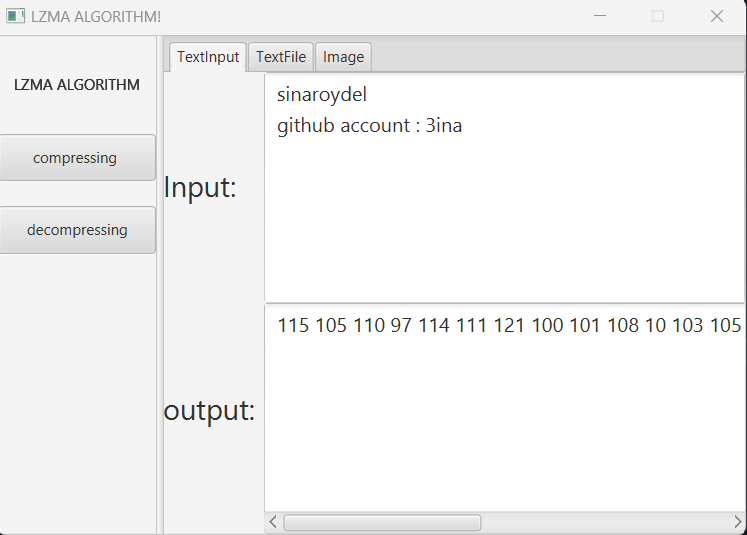 LZMA ALGORITHM!
TextInput TextFile Image
LZMA ALGORITHM
compressing
decompressing
Input:
sinaroydel
github account : 3ina
output:
115 105 110 97 114 111 121 100 101 108 10 103 105